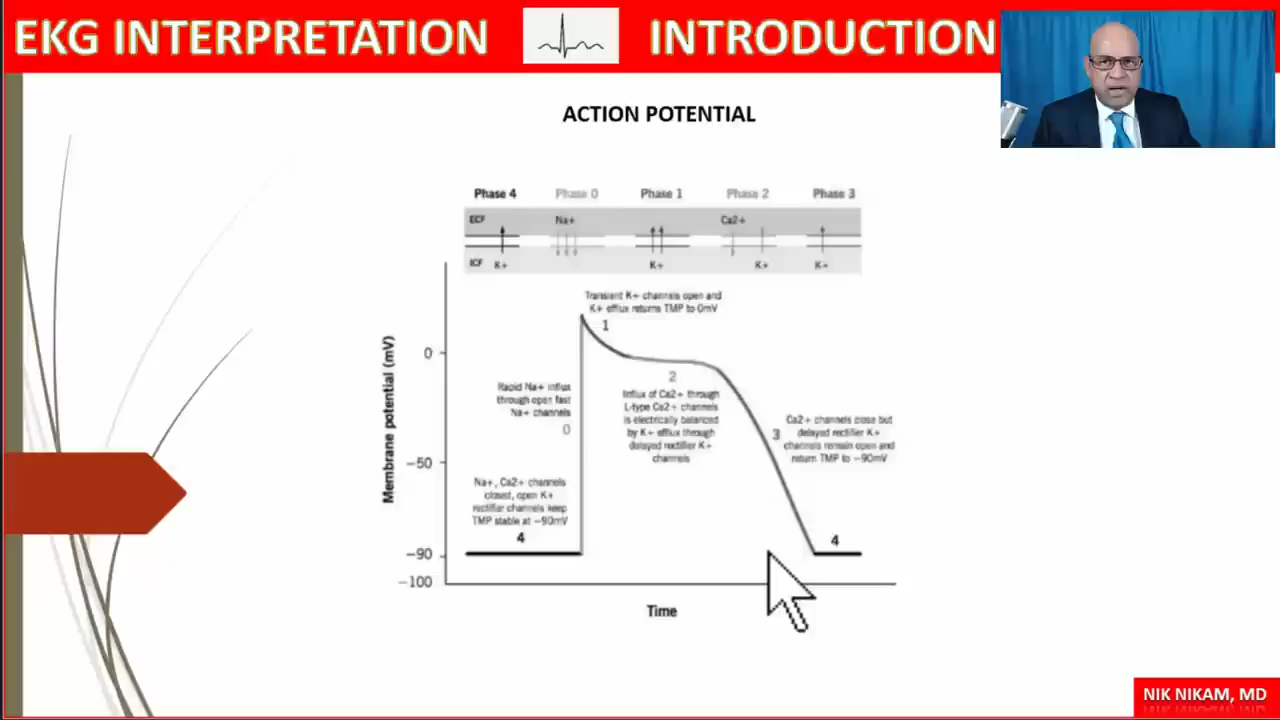 EKG INTERPRETATION INTRODUCTION
ACTION POTENTIAL
Phase 4 Phase 0 Phase 1 Phase 2 Phase 3
ECF Na+ Ca2+
ICF K+ K+ K+ K+
Transient K+ channels open and
K+ efflux returns TMP to 0mV
1
0
2
Rapid Na+ influx
through open fast
Na+ channels
0
Influx of Ca2+ through
L-type Ca2+ channels
is electrically balanced
by K+ efflux through
delayed rectifier K+
channels
3
Ca2+ channels close but
delayed rectifier K+
channels remain open and
return TMP to −90mV
Membrane potential (mV)
−50
Na+, Ca2+ channels
closed, open K+
rectifier channels keep
TMP stable at −90mV
4
4
−90
−100
Time
NIK NIKAM, MD